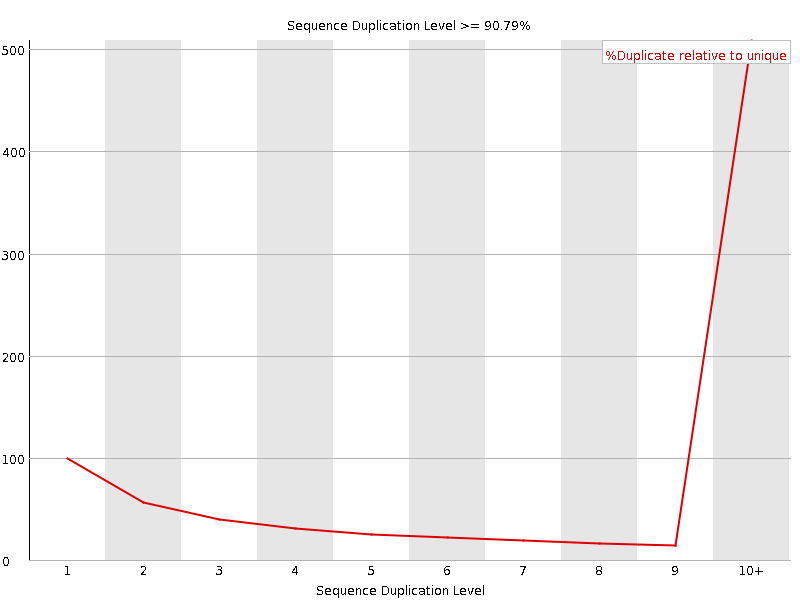 Sequence Duplication Level >= 90.79%
%Duplicate relative to unique
500
400
300
200
100
0
1 2 3 4 5 6 7 8 9 10+
Sequence Duplication Level